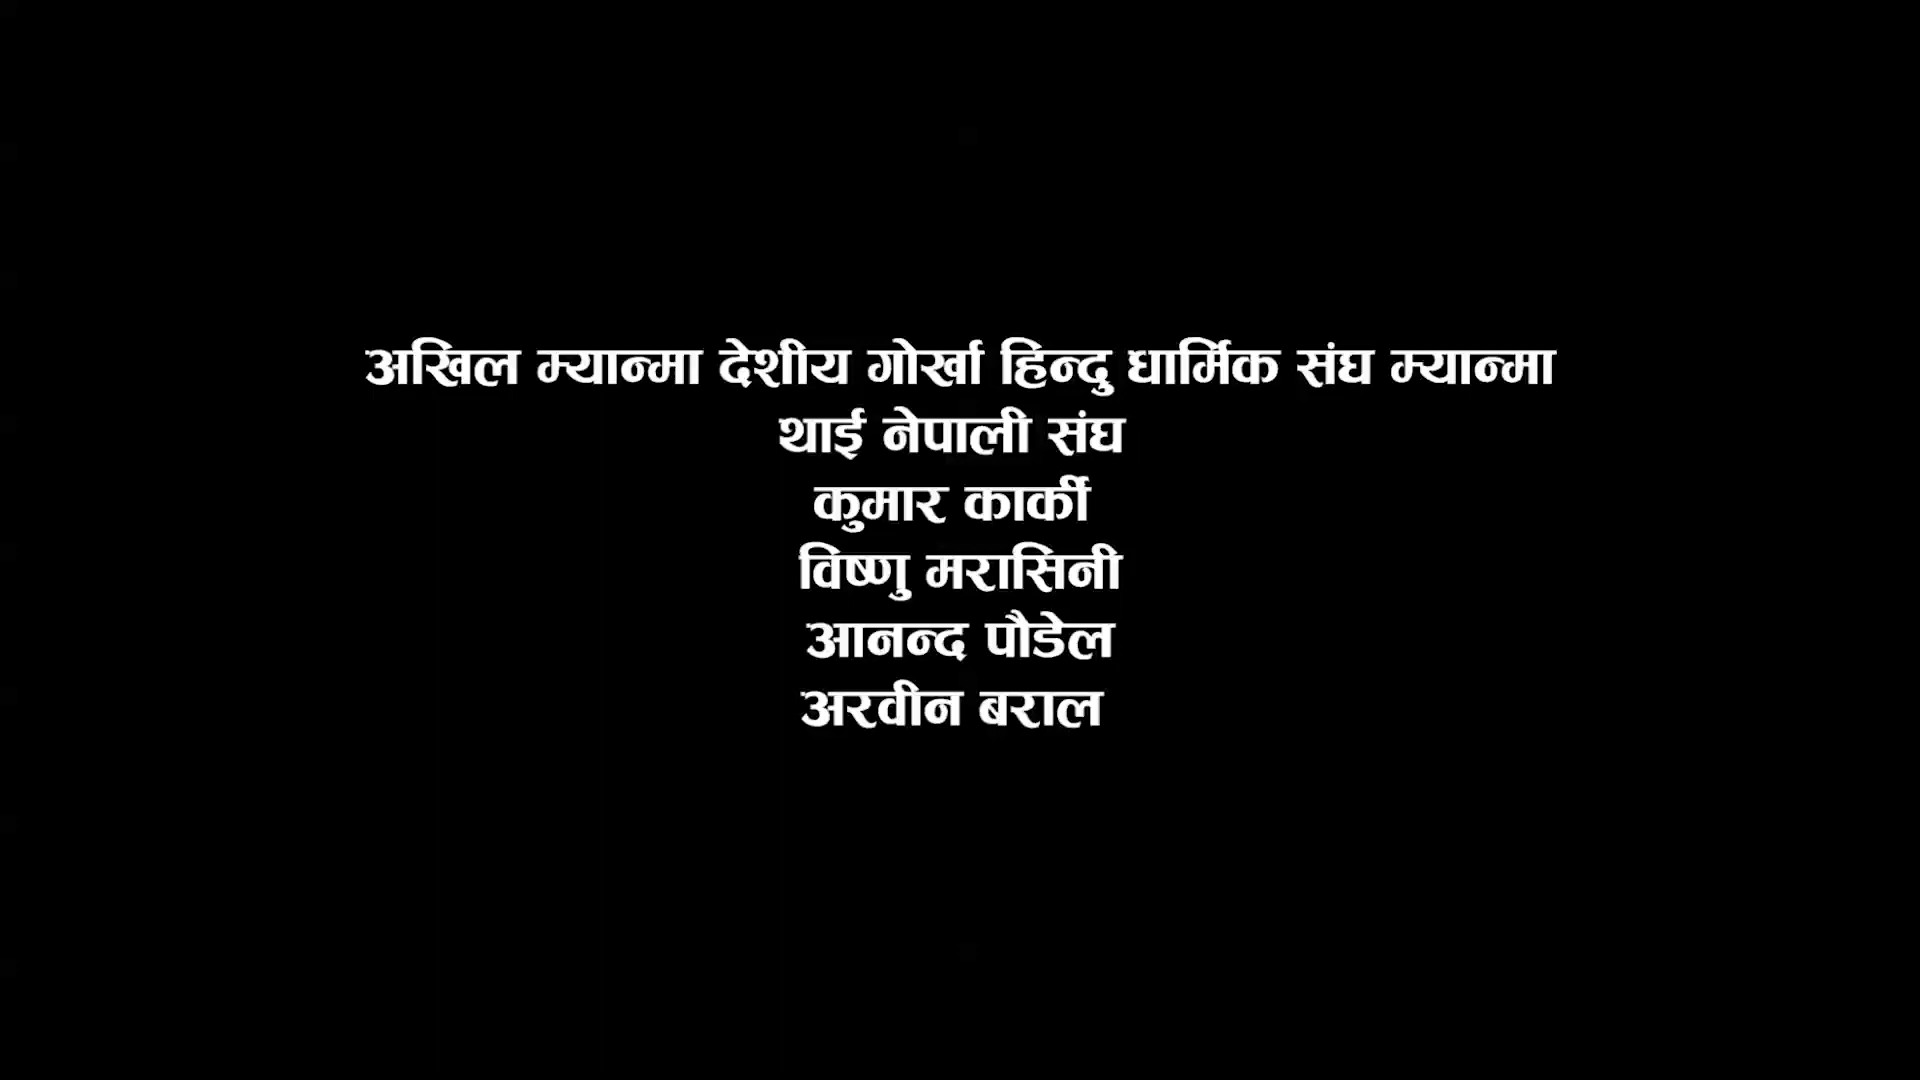 अखिल म्यान्मा देशीय गोर्खा हिन्दु धार्मिक संघ म्यान्मा
थाई नेपाली संघ
कुमार कार्की
विष्णु मरासिनी
आनन्द पौडेल
अरवीन बराल